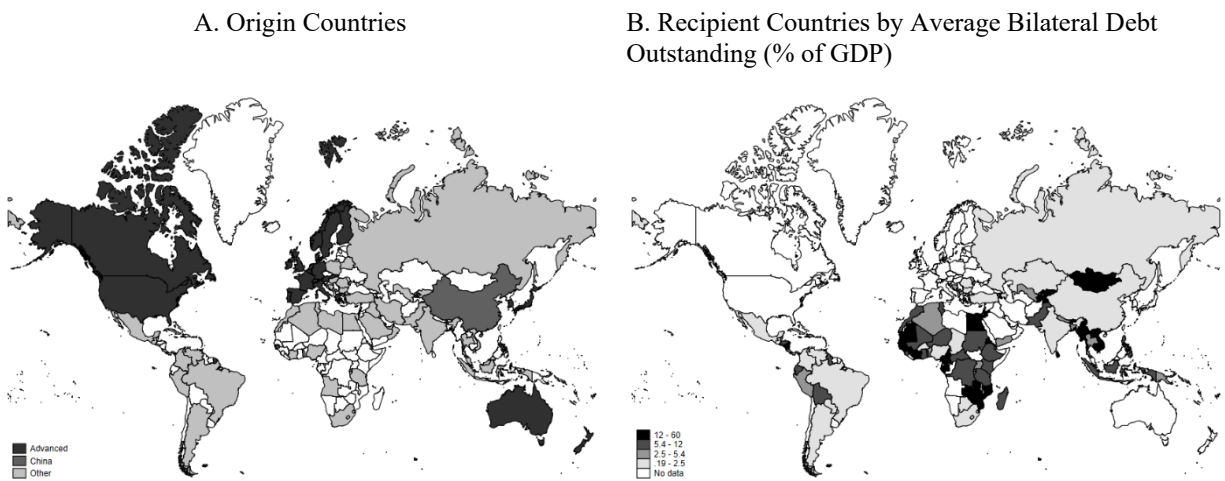 A. Origin Countries
B. Recipient Countries by Average Bilateral Debt
Outstanding (% of GDP)
Advanced
China
Other
12 - 60
5.4 - 12
2.5 - 5.4
.19 - 2.5
No data